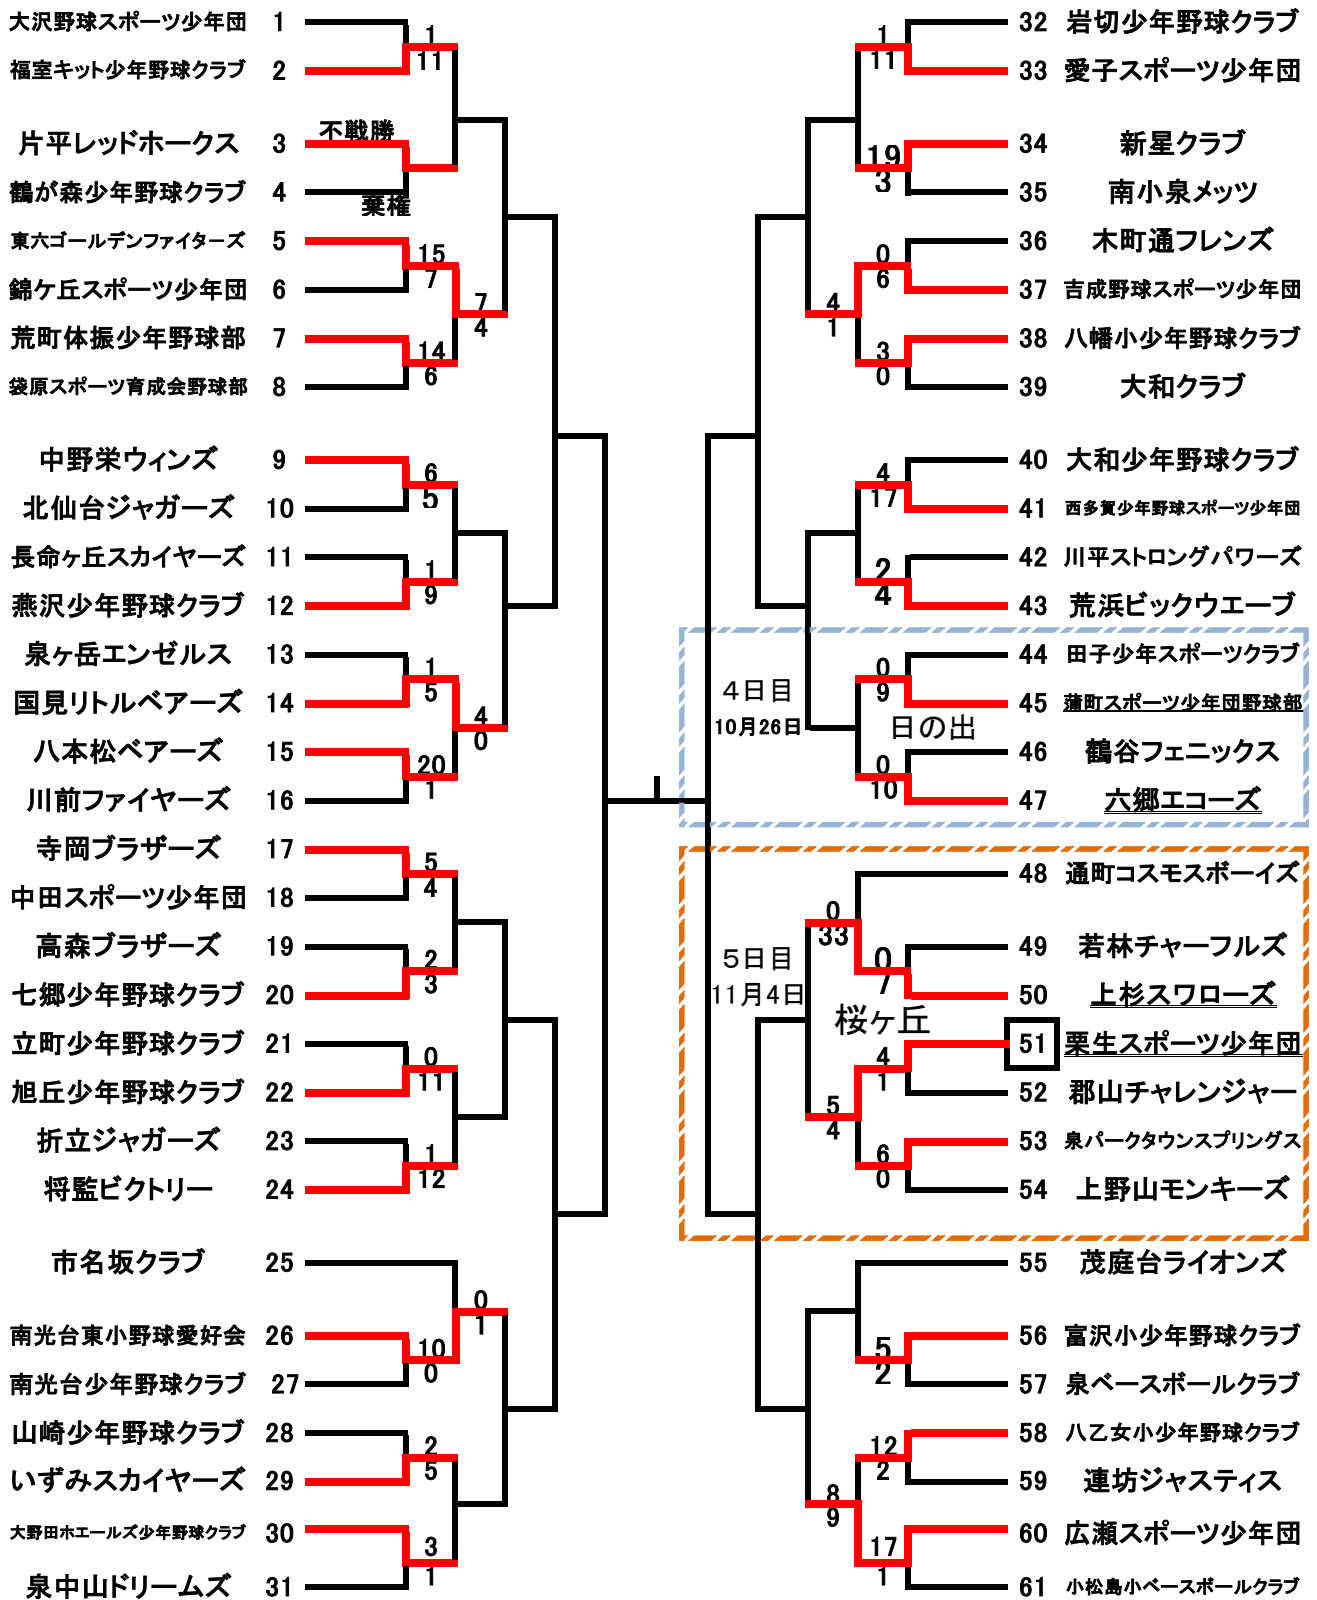 大沢野球スポーツ少年団 1
福室キット少年野球クラブ 2
1
11
片平レッドホークス 3
不戦勝
鶴が森少年野球クラブ 4
棄権
東六ゴールデンファイターズ 5
錦ケ丘スポーツ少年団 6
15
7
荒町体振少年野球部 7
袋原スポーツ育成会野球部 8
14
6
7
4
中野栄ウィンズ 9
北仙台ジャガーズ 10
6
5
長命ヶ丘スカイヤーズ 11
燕沢少年野球クラブ 12
1
9
泉ヶ岳エンゼルス 13
国見リトルベアーズ 14
1
5
八本松ベアーズ 15
川前ファイヤーズ 16
20
1
4
0
寺岡ブラザーズ 17
中田スポーツ少年団 18
5
4
高森ブラザーズ 19
七郷少年野球クラブ 20
2
3
立町少年野球クラブ 21
旭丘少年野球クラブ 22
0
11
折立ジャガーズ 23
将監ビクトリー 24
1
12
市名坂クラブ 25
南光台東小野球愛好会 26
南光台少年野球クラブ 27
10
0
0
1
山崎少年野球クラブ 28
いずみスカイヤーズ 29
2
5
大野田ホエールズ少年野球クラブ 30
泉中山ドリームズ 31
3
1
32 岩切少年野球クラブ
33 愛子スポーツ少年団
1
11
34 新星クラブ
35 南小泉メッツ
19
3
36 木町通フレンズ
37 吉成野球スポーツ少年団
0
6
38 八幡小少年野球クラブ
39 大和クラブ
3
0
4
1
40 大和少年野球クラブ
41 西多賀少年野球スポーツ少年団
4
17
42 川平ストロングパワーズ
43 荒浜ビックウエーブ
2
4
4日目
10月26日
日の出
44 田子少年スポーツクラブ
45 蒲町スポーツ少年団野球部
0
9
46 鶴谷フェニックス
47 六郷エコーズ
0
10
5日目
11月4日
桜ヶ丘
48 通町コスモスボーイズ
49 若林チャーフルズ
50 上杉スワローズ
0
7
0
33
51 栗生スポーツ少年団
52 郡山チャレンジャー
4
1
53 泉パークタウンスプリングス
54 上野山モンキーズ
6
0
5
4
55 茂庭台ライオンズ
56 富沢小少年野球クラブ
57 泉ベースボールクラブ
5
2
58 八乙女小少年野球クラブ
59 連坊ジャスティス
12
2
60 広瀬スポーツ少年団
61 小松島小ベースボールクラブ
17
1
8
9